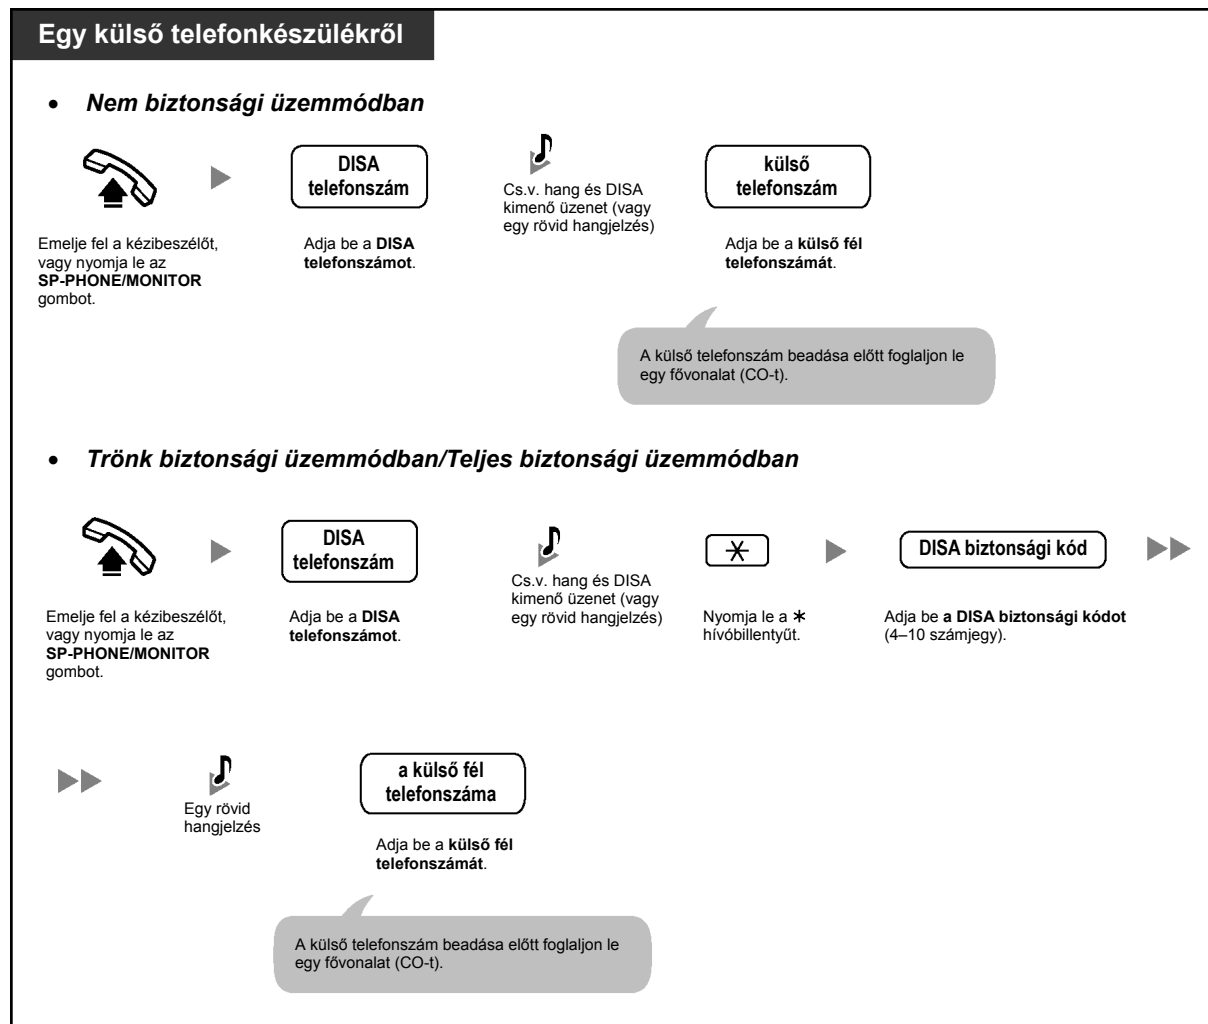 Egy külső telefonkészülékről
• Nem biztonsági üzemmódban
DISA
telefonszám
külső
telefonszám
Cs.v. hang és DISA
kimenő üzenet (vagy
egy rövid hangjelzés)
Emelje fel a kézibeszélőt,
vagy nyomja le az
SP-PHONE/MONITOR
gombot.
Adja be a DISA
telefonszámot.
Adja be a külső fél
telefonszámát.
A külső telefonszám beadása előtt foglaljon le
egy fővonalat (CO-t).
• Trönk biztonsági üzemmódban/Teljes biztonsági üzemmódban
DISA
telefonszám
DISA biztonsági kód
Cs.v. hang és DISA
kimenő üzenet (vagy
egy rövid hangjelzés)
Emelje fel a kézibeszélőt,
vagy nyomja le az
SP-PHONE/MONITOR
gombot.
Adja be a DISA
telefonszámot.
Nyomja le a *
hívóbillentyűt.
Adja be a DISA biztonsági kódot
(4–10 számjegy).
Egy rövid
hangjelzés
a külső fél
telefonszáma
Adja be a külső fél
telefonszámát.
A külső telefonszám beadása előtt foglaljon le
egy fővonalat (CO-t).